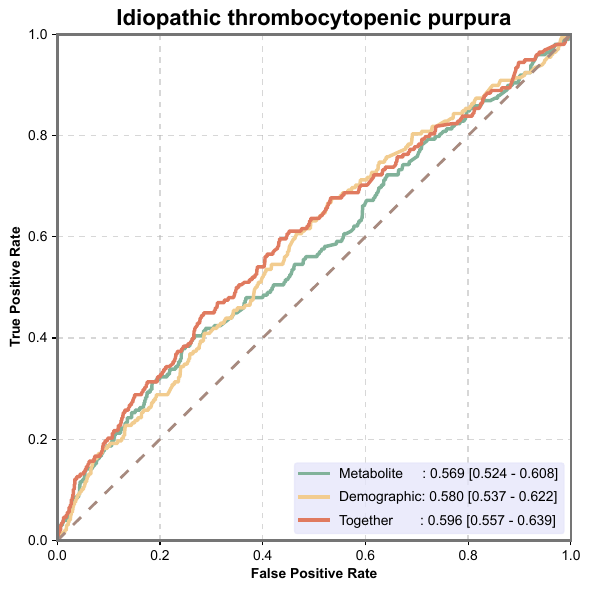 Idiopathic thrombocytopenic purpura
1.0
0.8
0.6
0.4
0.2
0.0
True Positive Rate
Metabolite : 0.569 [0.524 - 0.608]
Demographic: 0.580 [0.537 - 0.622]
Together : 0.596 [0.557 - 0.639]
0.0 0.2 0.4 0.6 0.8 1.0
False Positive Rate